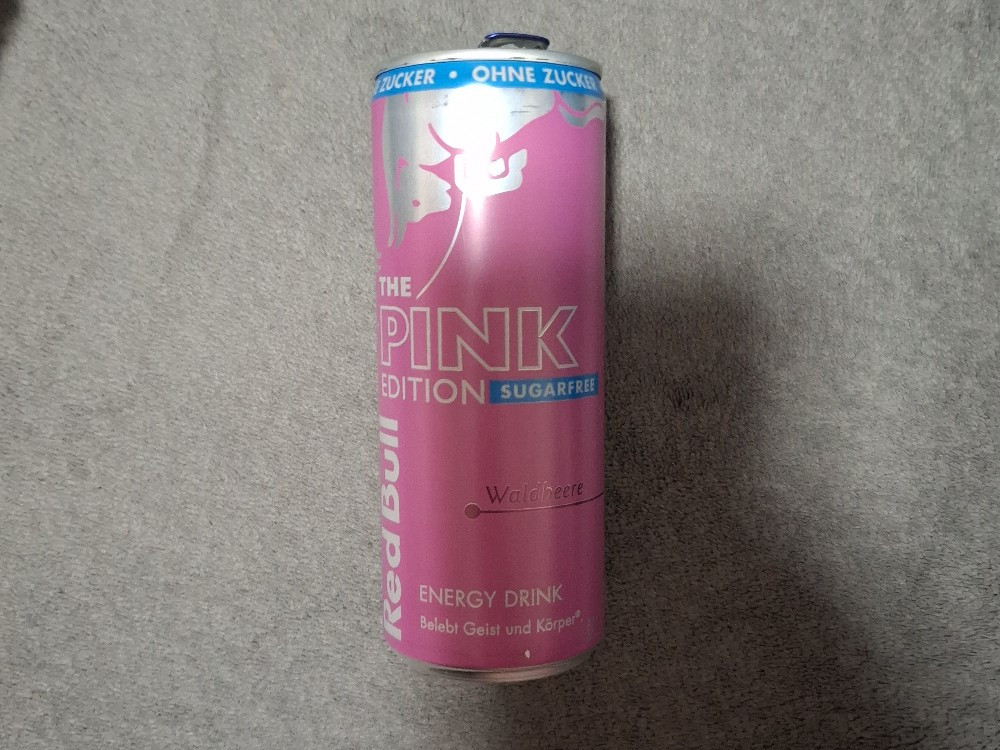 ZUCKER • OHNE ZUCKER
THE
PINK
EDITION SUGARFREE
Red Bull
Waldbeere
ENERGY DRINK
Belebt Geist und Körper®.